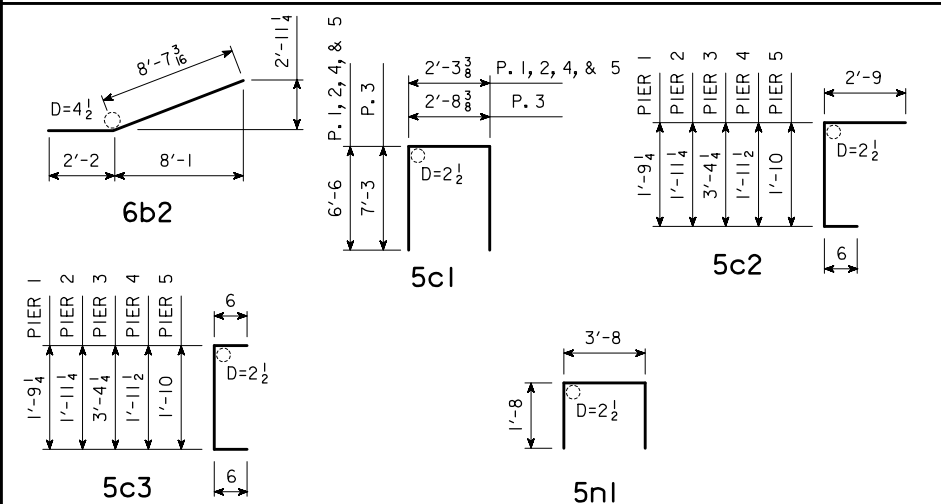 8'-7 3/16
2'-11 1/4
D=4 1/2
2'-2
8'-1
6b2
P. 1, 2, 4, & 5
P. 3
2'-3 3/8 P. 1, 2, 4, & 5
2'-8 3/8 P. 3
6'-6
7'-3
D=2 1/2
5c1
PIER 1
PIER 2
PIER 3
PIER 4
PIER 5
2'-9
1'-9 1/4
1'-11 1/4
3'-4 1/4
1'-11 1/2
1'-10
D=2 1/2
6
5c2
PIER 1
PIER 2
PIER 3
PIER 4
PIER 5
6
1'-9 1/4
1'-11 1/4
3'-4 1/4
1'-11 1/2
1'-10
D=2 1/2
6
5c3
3'-8
1'-8
D=2 1/2
5n1